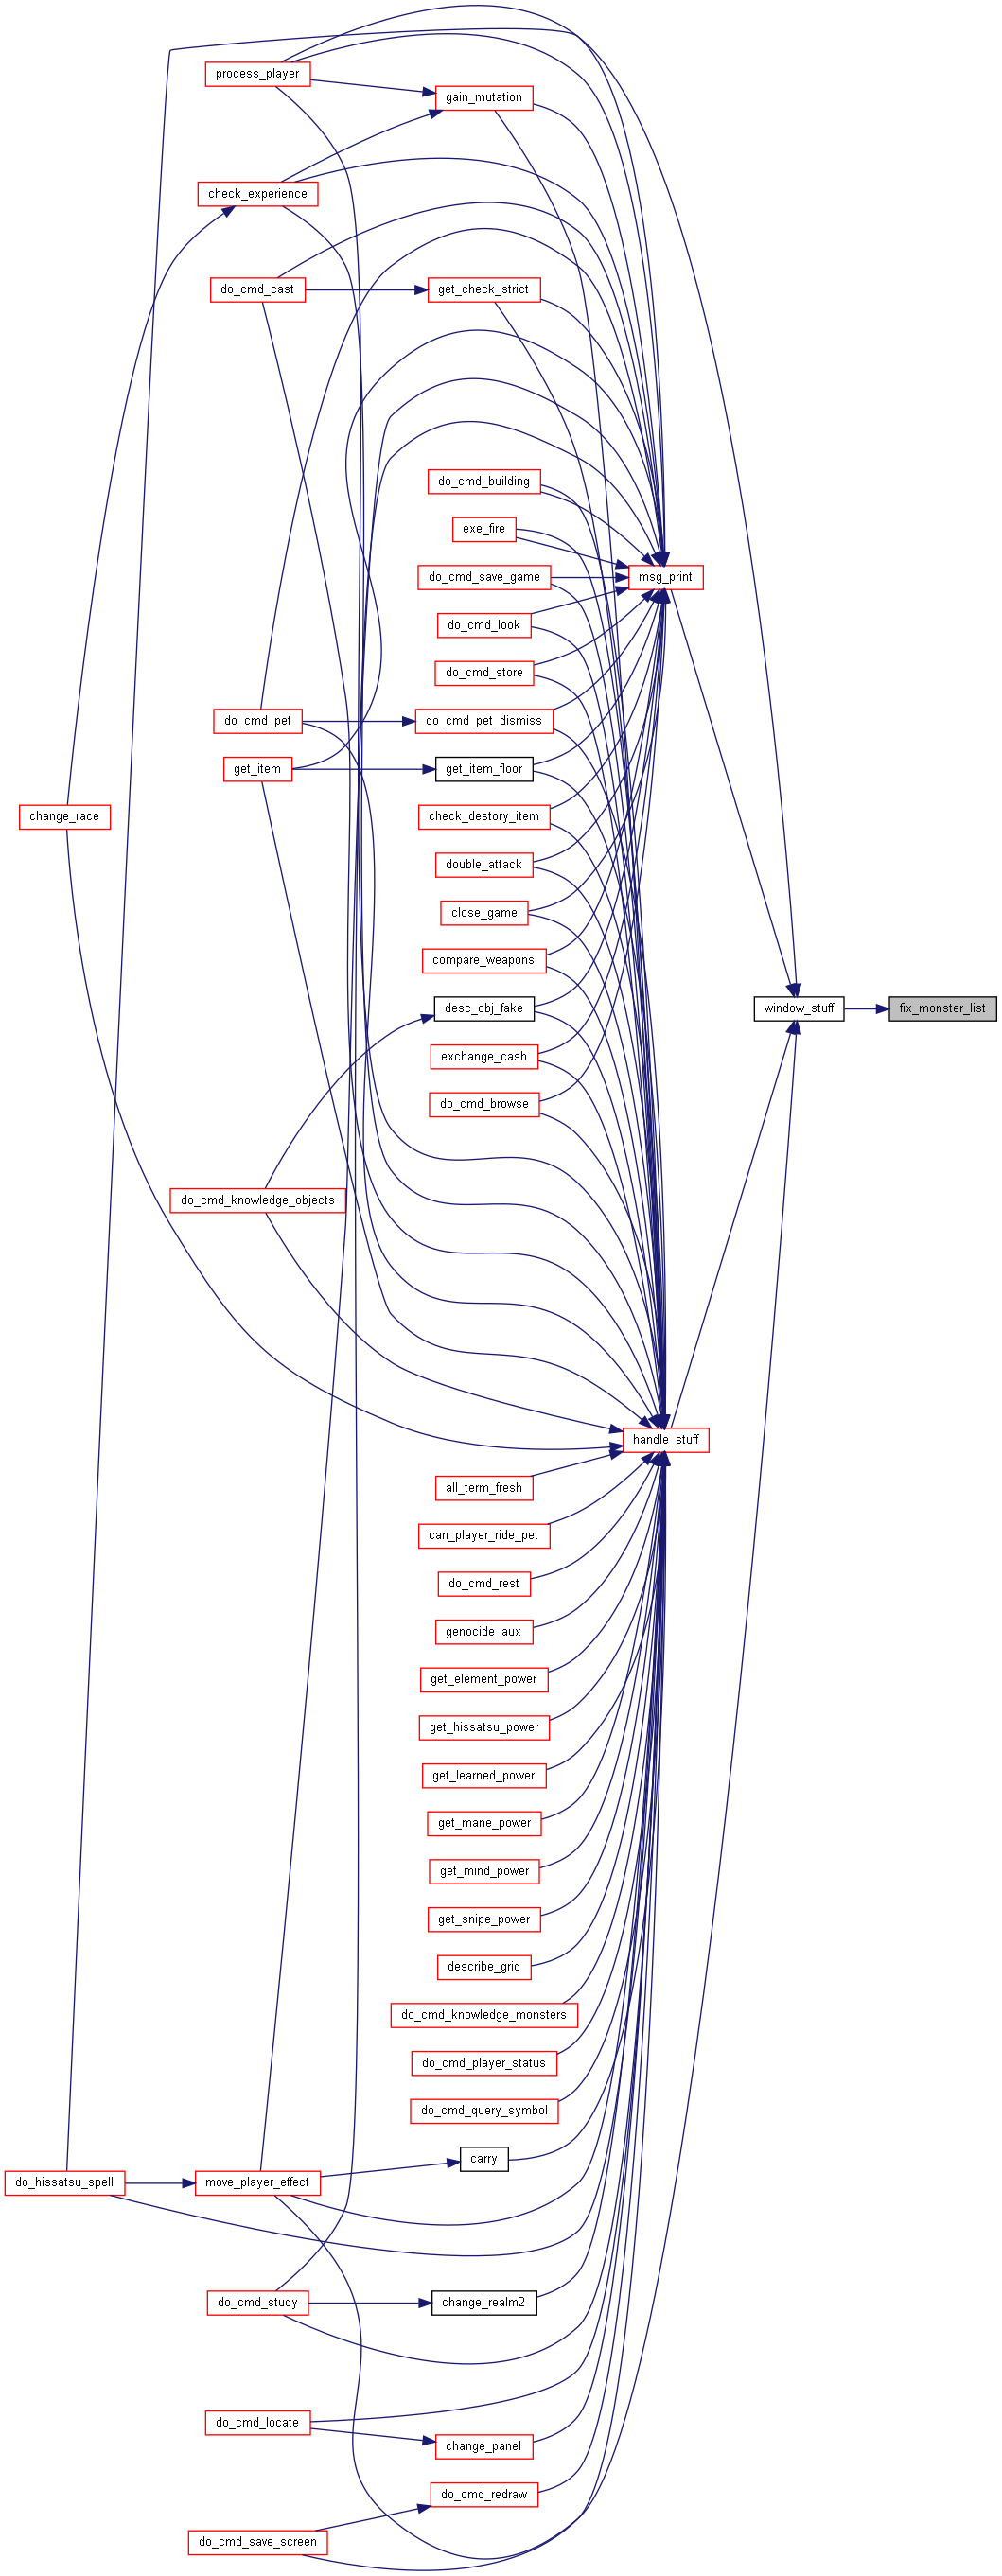 process_player
gain_mutation
check_experience
do_cmd_cast
get_check_strict
do_cmd_building
exe_fire
do_cmd_save_game
msg_print
do_cmd_look
do_cmd_store
do_cmd_pet
do_cmd_pet_dismiss
get_item
get_item_floor
change_race
check_destory_item
double_attack
close_game
compare_weapons
desc_obj_fake
window_stuff
fix_monster_list
exchange_cash
do_cmd_browse
do_cmd_knowledge_objects
handle_stuff
all_term_fresh
can_player_ride_pet
do_cmd_rest
genocide_aux
get_element_power
get_hissatsu_power
get_learned_power
get_mane_power
get_mind_power
get_snipe_power
describe_grid
do_cmd_knowledge_monsters
do_cmd_player_status
do_cmd_query_symbol
carry
do_hissatsu_spell
move_player_effect
do_cmd_study
change_realm2
do_cmd_locate
change_panel
do_cmd_redraw
do_cmd_save_screen